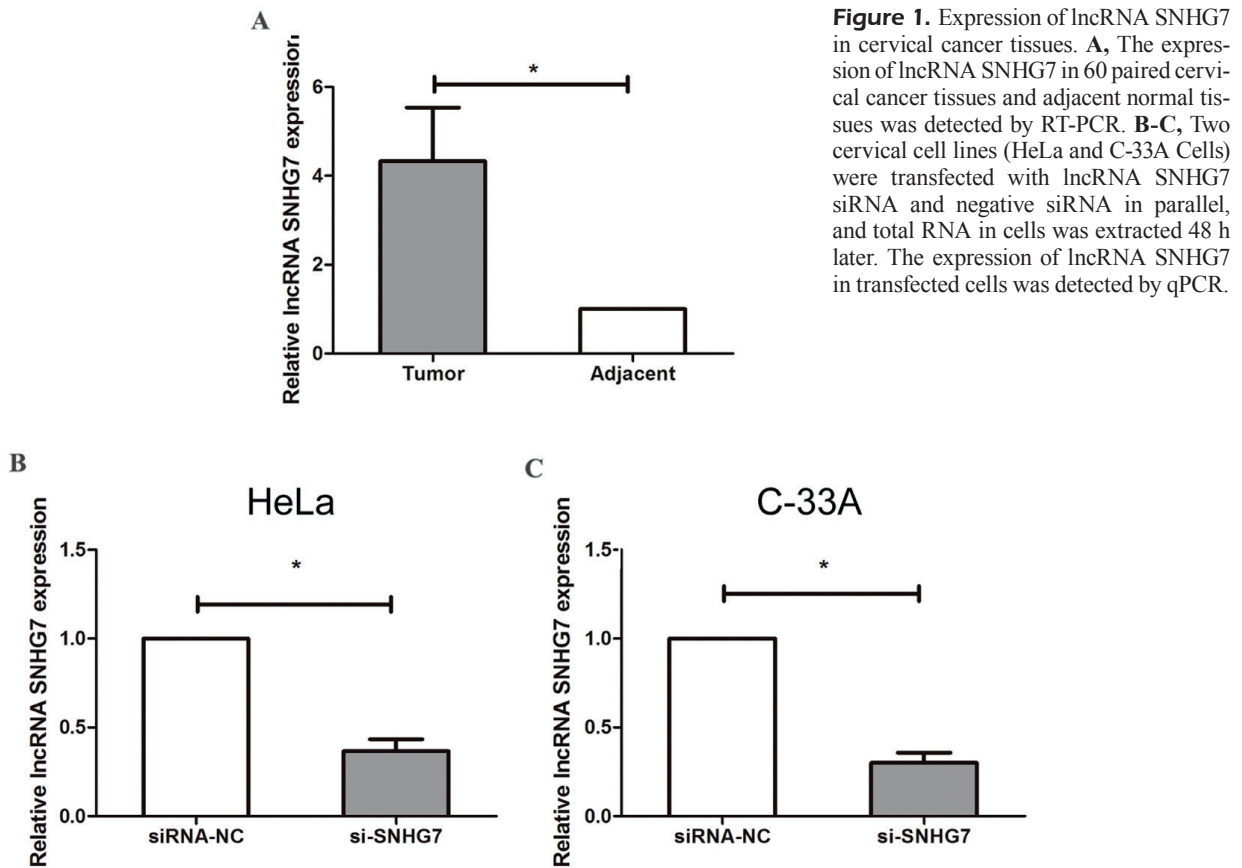 A
Relative lncRNA SNHG7 expression
6
4
2
0
*
Tumor
Adjacent
Figure 1. Expression of lncRNA SNHG7
in cervical cancer tissues. A, The expres-
sion of lncRNA SNHG7 in 60 paired cervi-
cal cancer tissues and adjacent normal tis-
sues was detected by RT-PCR. B-C, Two
cervical cell lines (HeLa and C-33A Cells)
were transfected with lncRNA SNHG7
siRNA and negative siRNA in parallel,
and total RNA in cells was extracted 48 h
later. The expression of lncRNA SNHG7
in transfected cells was detected by qPCR.
B
HeLa
Relative lncRNA SNHG7 expression
1.5
1.0
0.5
0.0
*
siRNA-NC
si-SNHG7
C
C-33A
Relative lncRNA SNHG7 expression
1.5
1.0
0.5
0.0
*
siRNA-NC
si-SNHG7